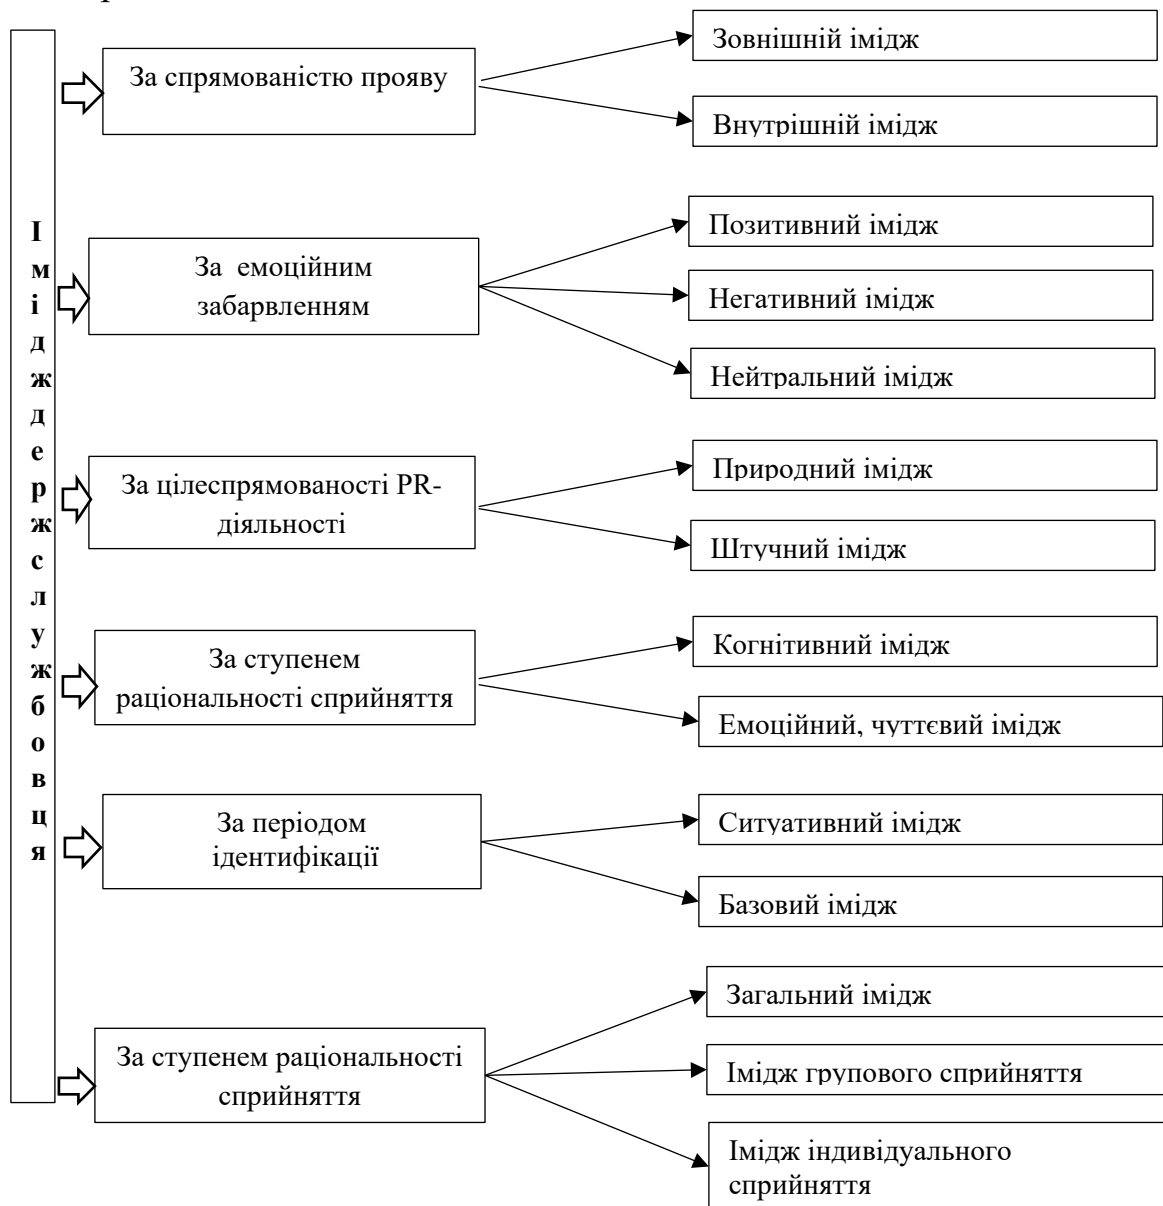 Імідж держслужбовця
За спрямованістю прояву
Зовнішній імідж
Внутрішній імідж
За емоційним
забарвленням
Позитивний імідж
Негативний імідж
Нейтральний імідж
За цілеспрямованості PR-
діяльності
Природний імідж
Штучний імідж
За ступенем
раціональності сприйняття
Когнітивний імідж
Емоційний, чуттєвий імідж
За періодом
ідентифікації
Ситуативний імідж
Базовий імідж
За ступенем раціональності
сприйняття
Загальний імідж
Імідж групового сприйняття
Імідж індивідуального
сприйняття